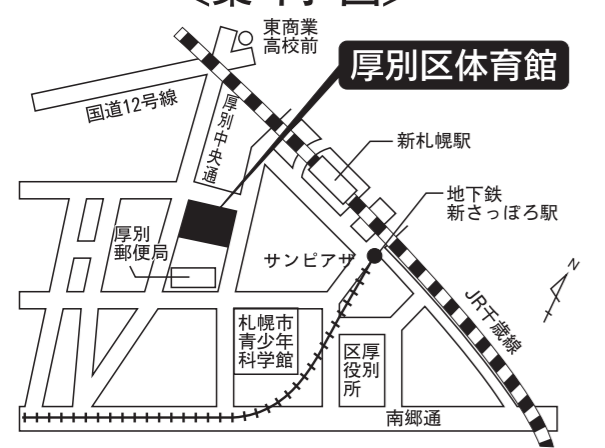 東商業
高校前
厚別区体育館
国道12号線
厚別中央通
新札幌駅
地下鉄
新さっぽろ駅
厚別
郵便局
サンピアザ
N
JR千歳線
札幌市
青少年
科学館
厚別
区役所
南郷通